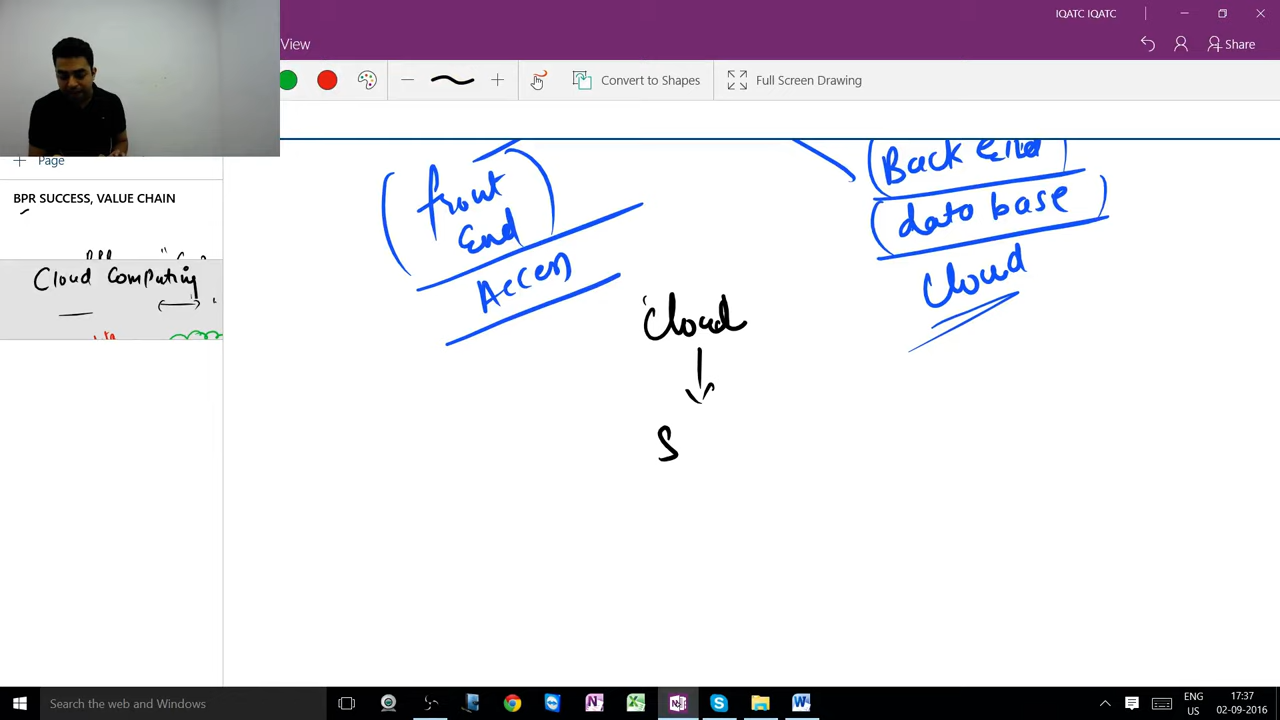 IQATC IQATC
View
Share
Convert to Shapes
Full Screen Drawing
Page
BPR SUCCESS, VALUE CHAIN
Cloud Computing
front
End
Access
Back End
data base
Cloud
Cloud
S
Search the web and Windows
ENG
US
17:37
02-09-2016